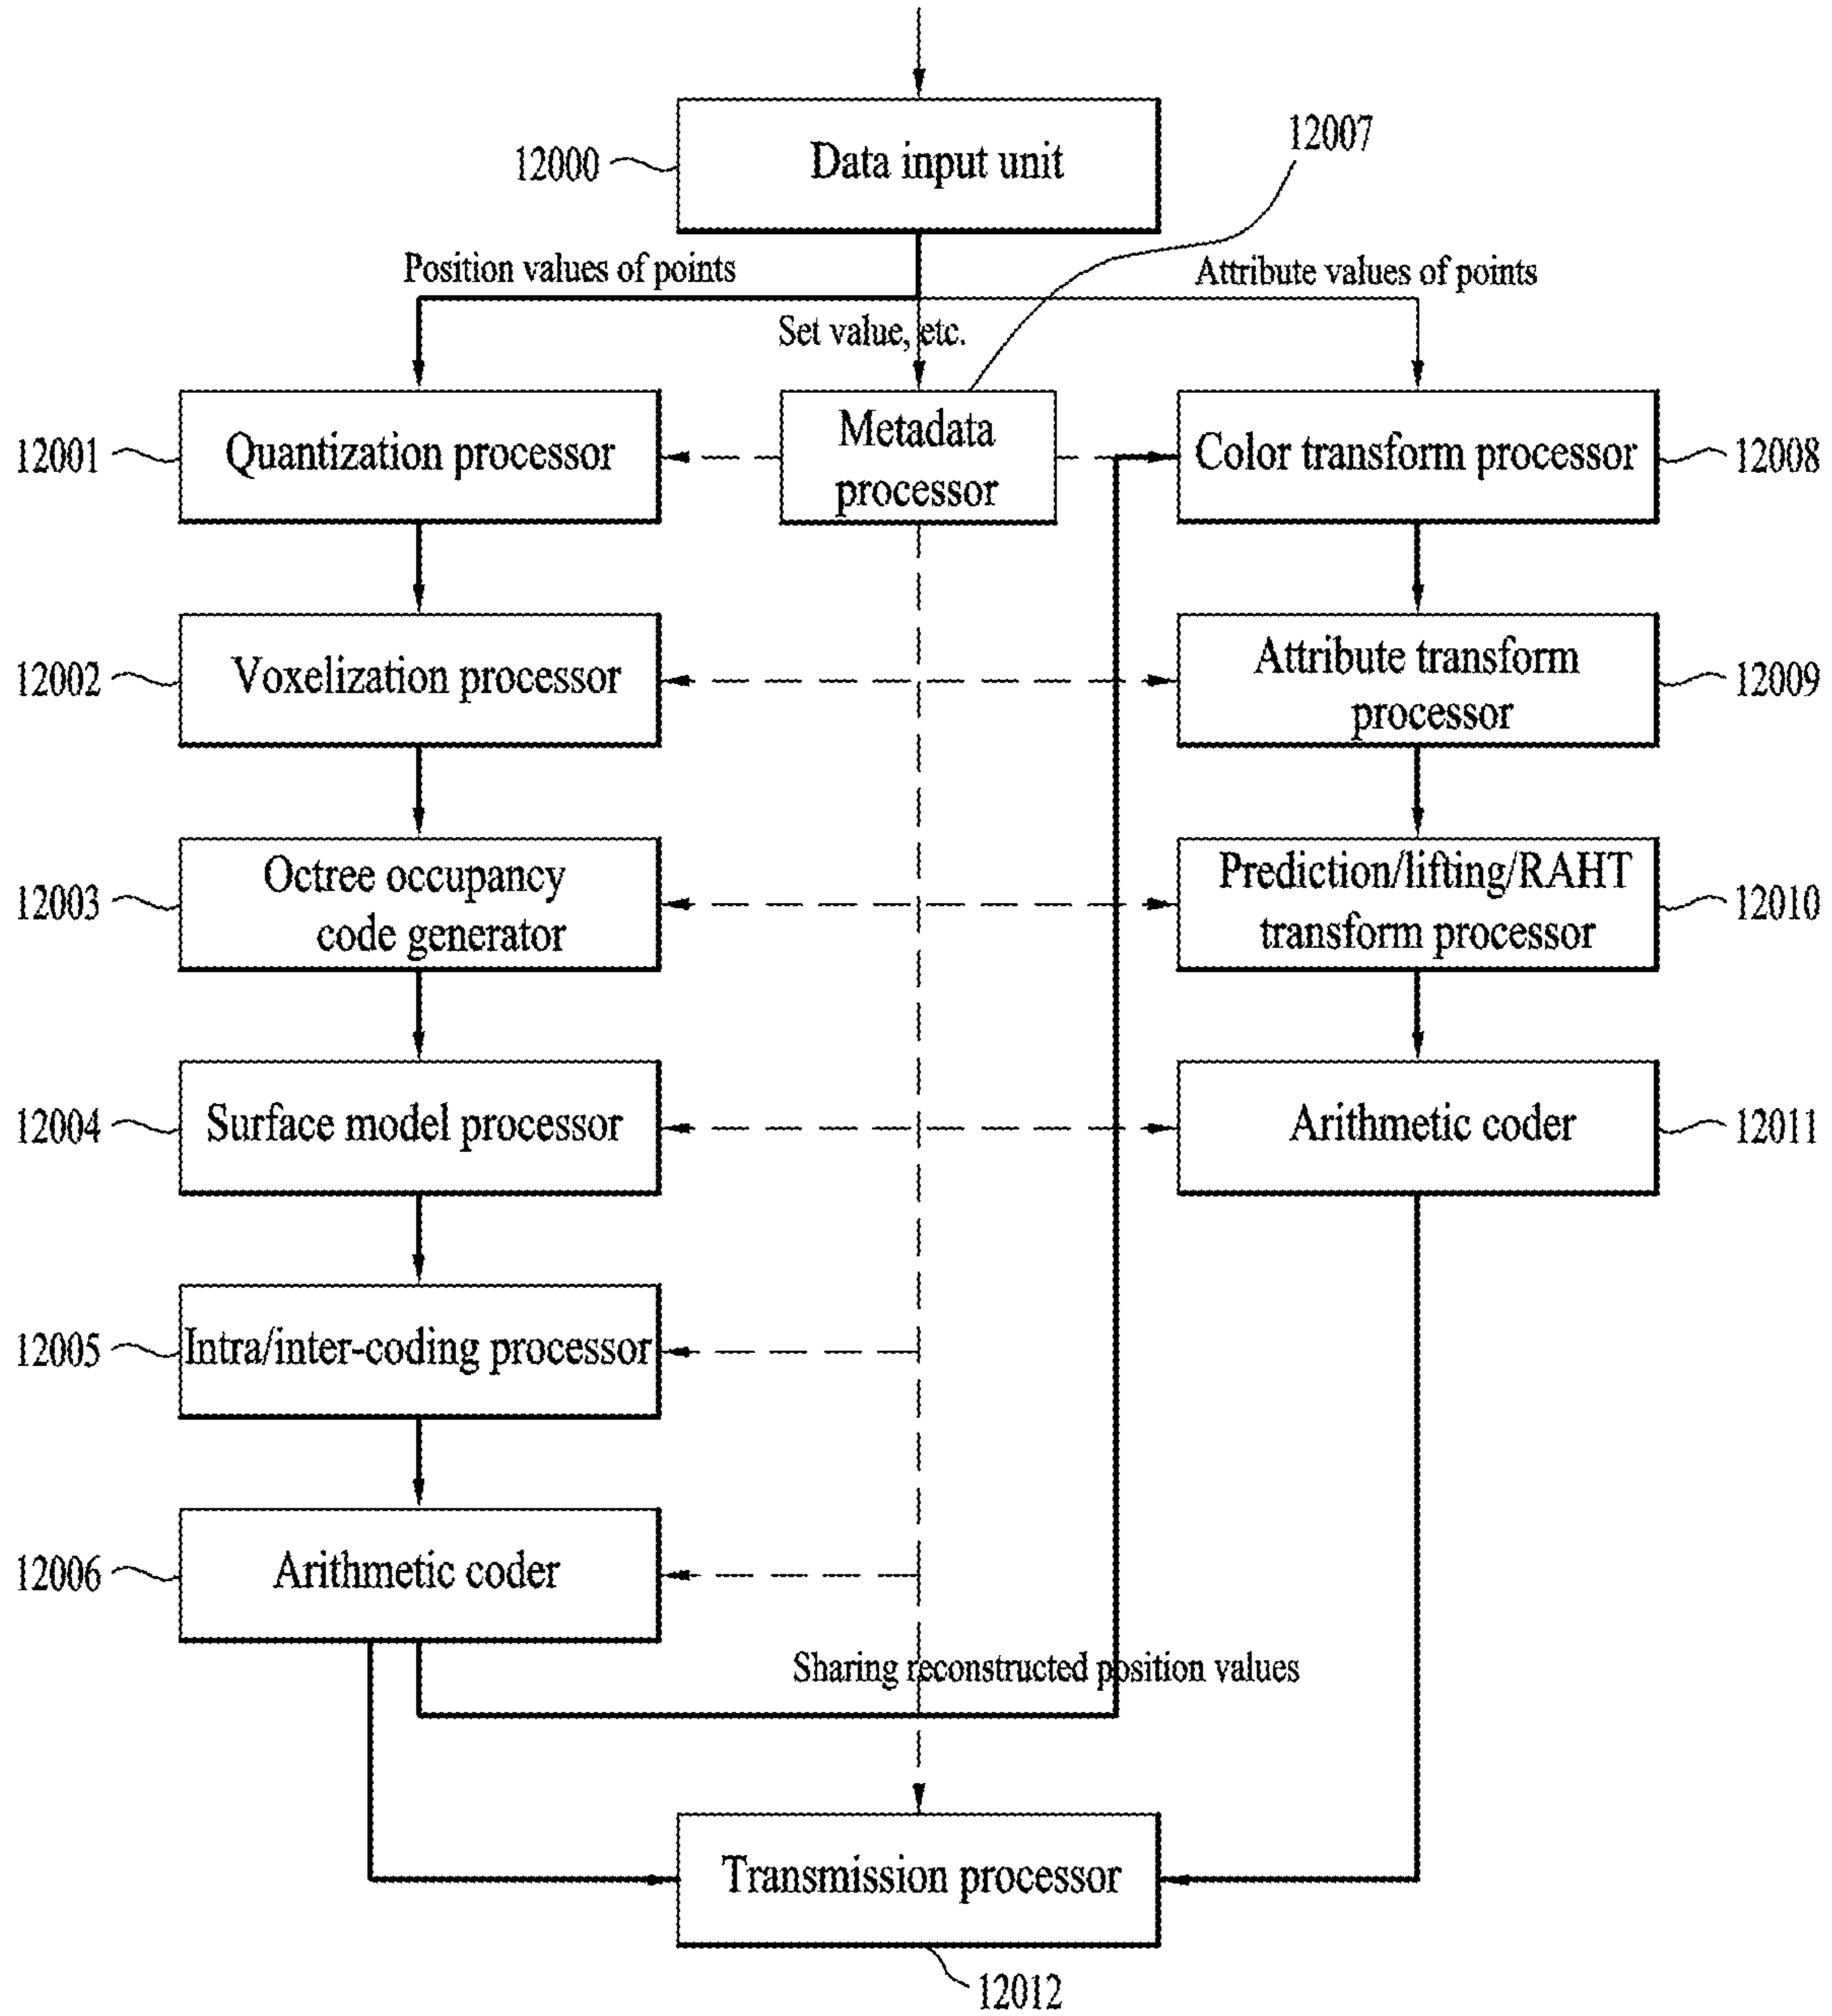 12000
Data input unit
12007
Position values of points
Attribute values of points
Set value, etc.
12001
Quantization processor
Metadata
processor
Color transform processor
12008
12002
Voxelization processor
Attribute transform
processor
12009
12003
Octree occupancy
code generator
Prediction/lifting/RAHT
transform processor
12010
12004
Surface model processor
Arithmetic coder
12011
12005
Intra/inter-coding processor
12006
Arithmetic coder
Sharing reconstructed position values
Transmission processor
12012